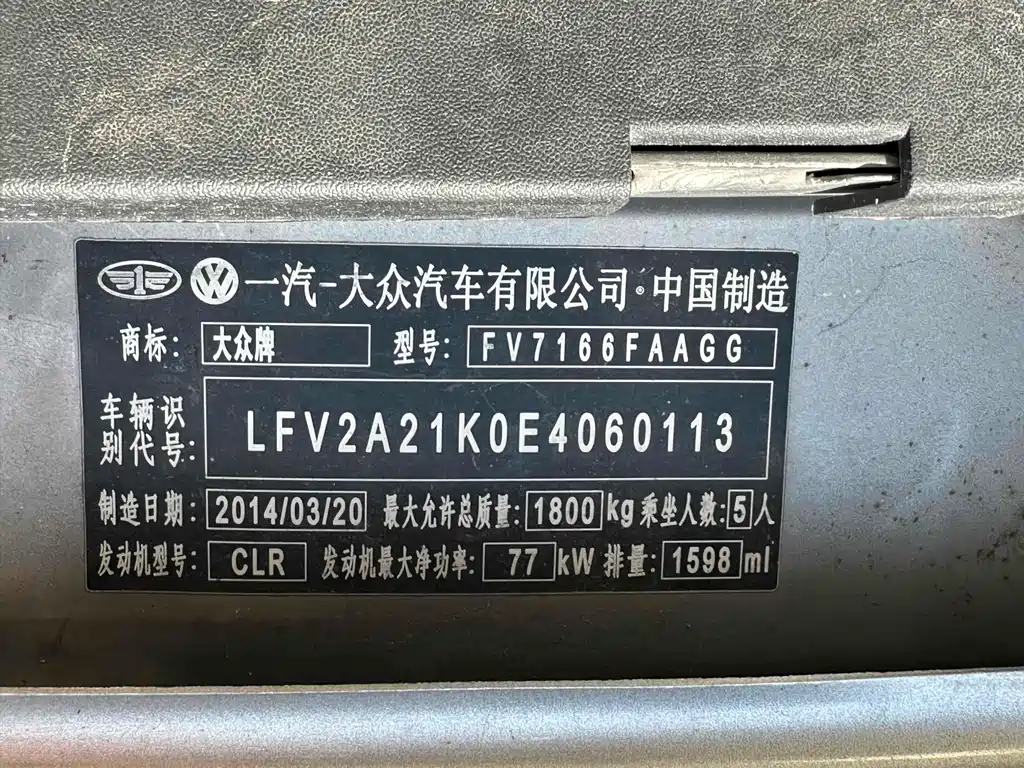 一汽-大众汽车有限公司·中国制造
商标: 大众牌 型号: FV7166FAAGG
车辆识别代号: LFV2A21K0E4060113
制造日期: 2014/03/20 最大允许总质量: 1800 kg 乘坐人数: 5 人
发动机型号: CLR 发动机最大净功率: 77 kW 排量: 1598 ml